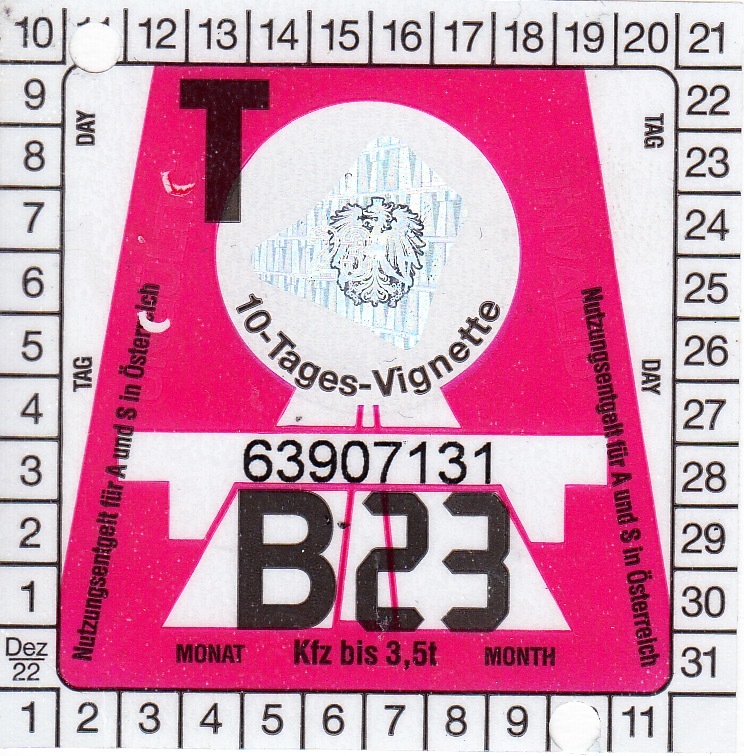 10 11 12 13 14 15 16 17 18 19 20 21
9 22
8 23
7 24
6 25
5 26
4 27
3 28
2 29
1 30
Dez 31
22
1 2 3 4 5 6 7 8 9 11
DAY
TAG
TAG
DAY
T
10-Tages-Vignette
Nutzungsentgelt für A und S in Österreich
Nutzungsentgelt für A und S in Österreich
63907131
B 23
MONAT Kfz bis 3,5t MONTH